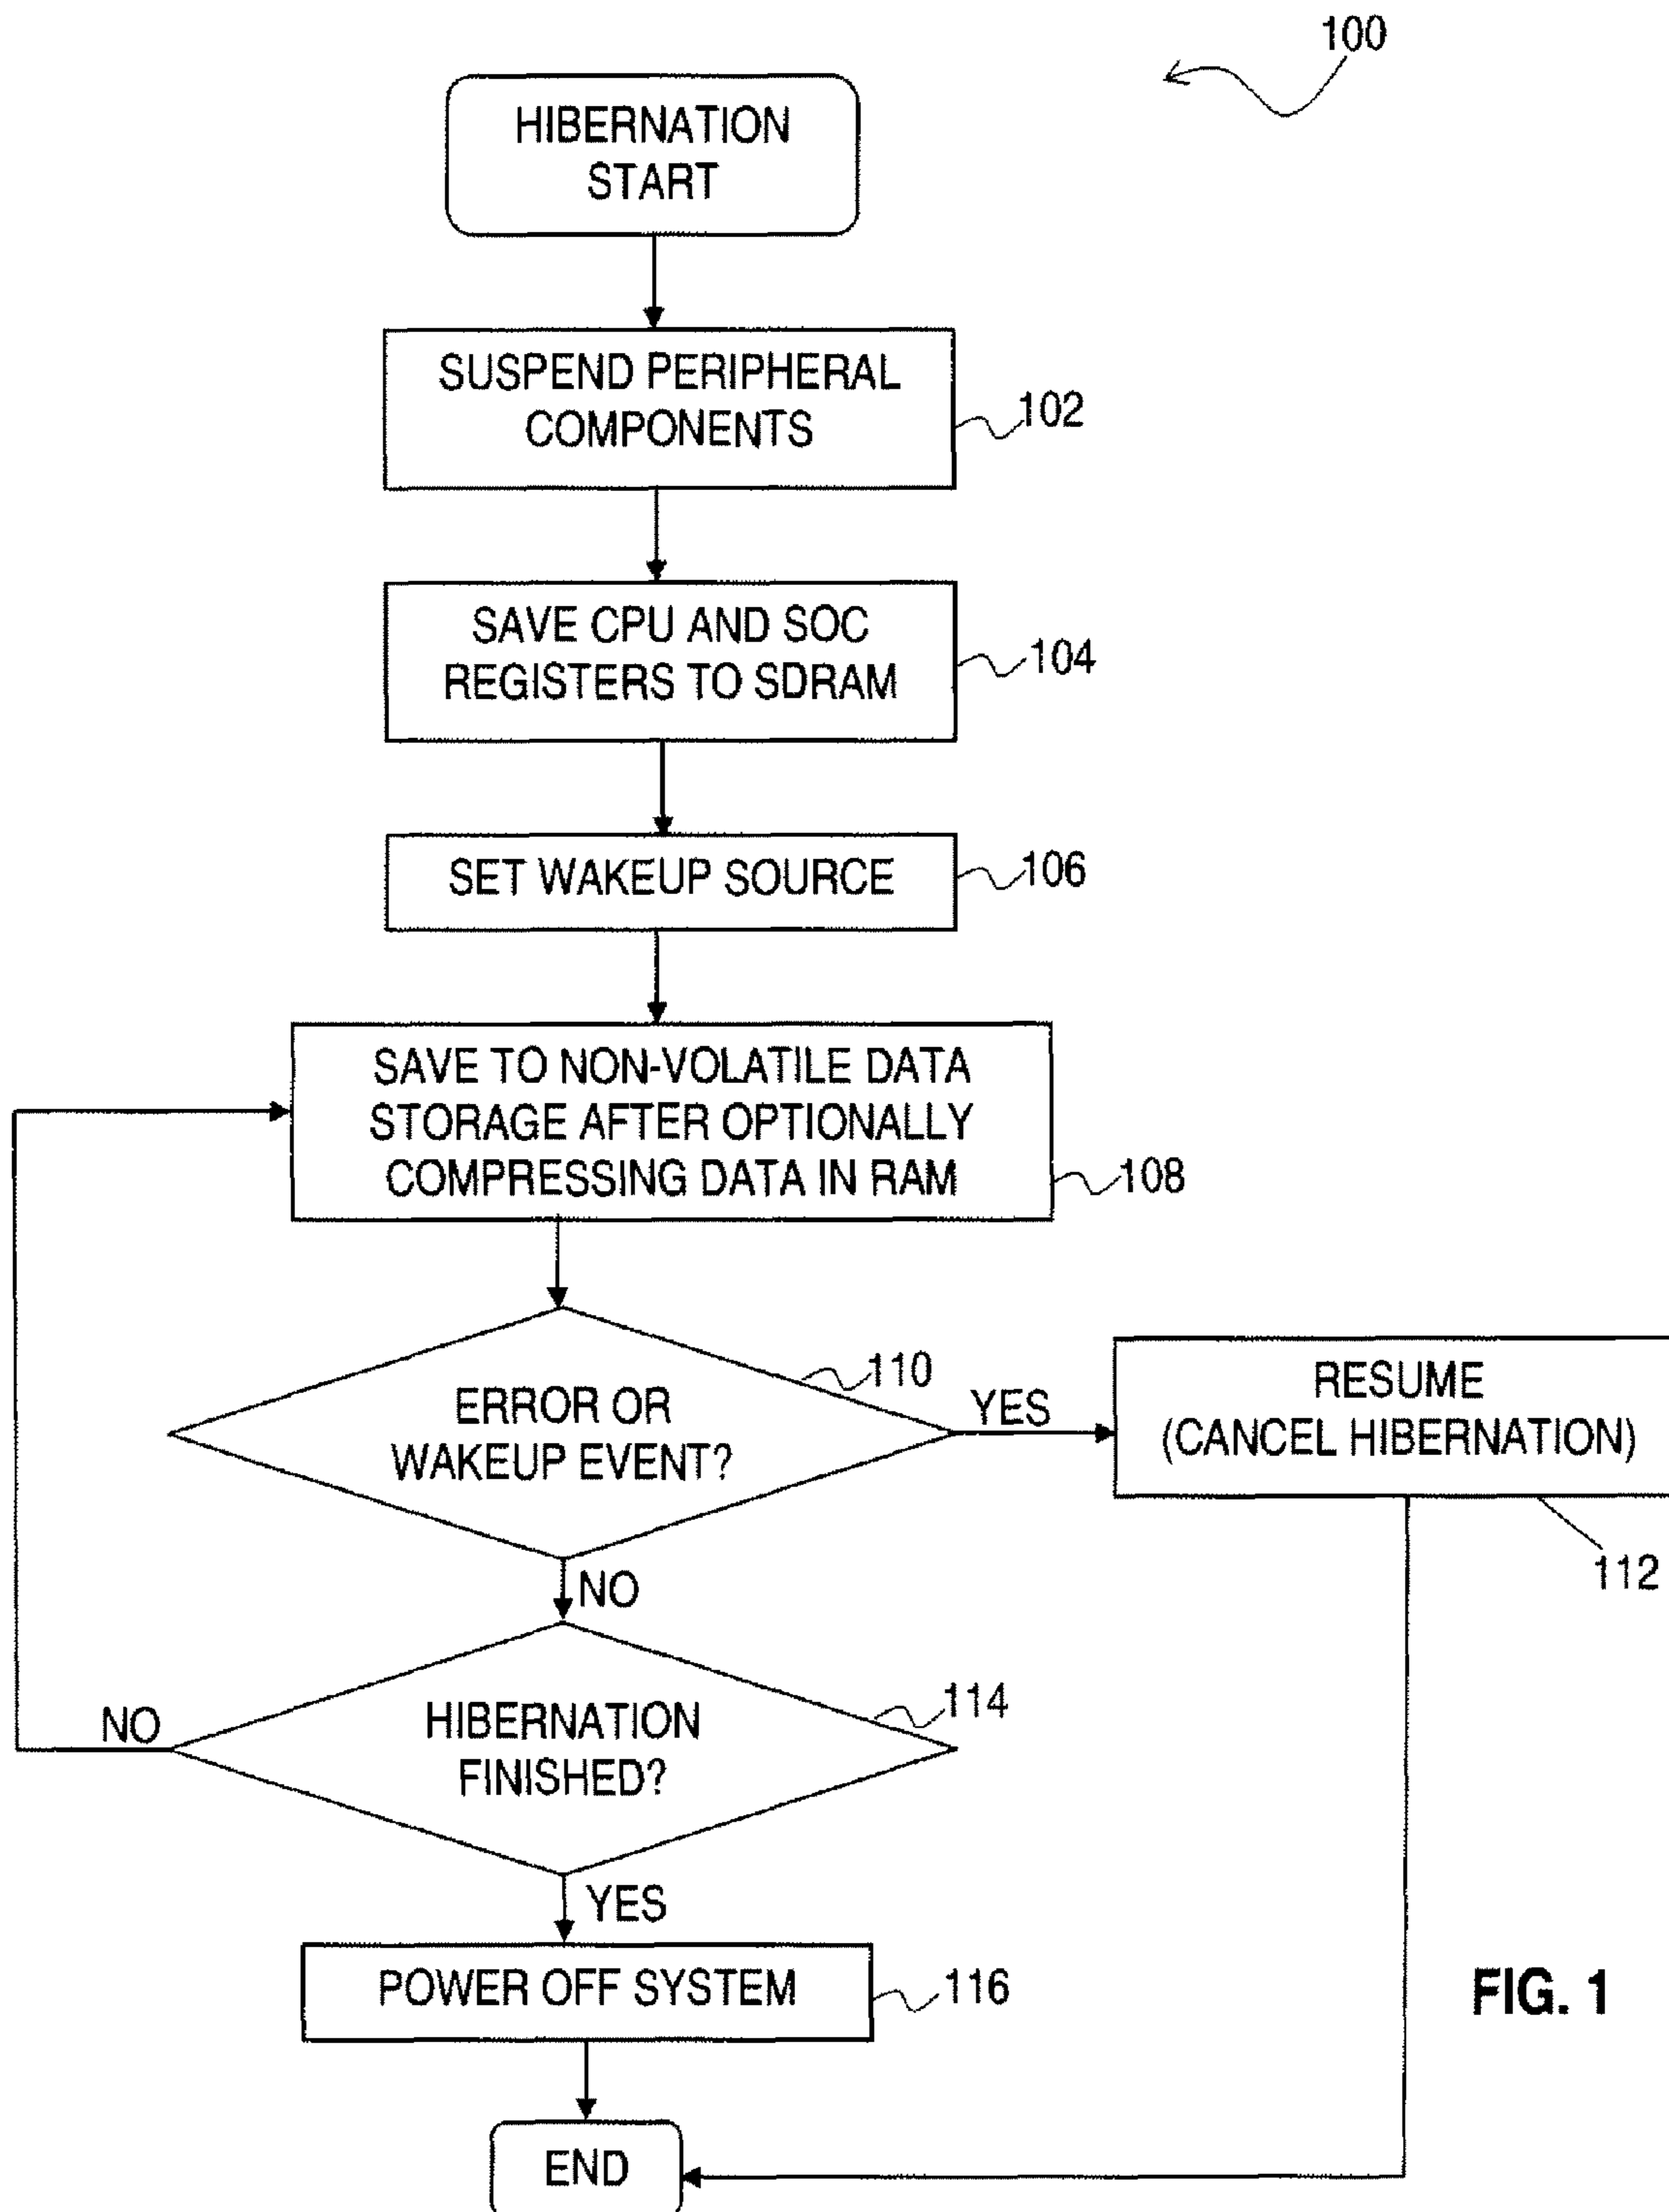 100
HIBERNATION
START
SUSPEND PERIPHERAL
COMPONENTS
102
SAVE CPU AND SOC
REGISTERS TO SDRAM
104
SET WAKEUP SOURCE
106
SAVE TO NON-VOLATILE DATA
STORAGE AFTER OPTIONALLY
COMPRESSING DATA IN RAM
108
110
ERROR OR
WAKEUP EVENT?
YES
RESUME
(CANCEL HIBERNATION)
112
NO
114
HIBERNATION
FINISHED?
NO
YES
POWER OFF SYSTEM
116
FIG. 1
END